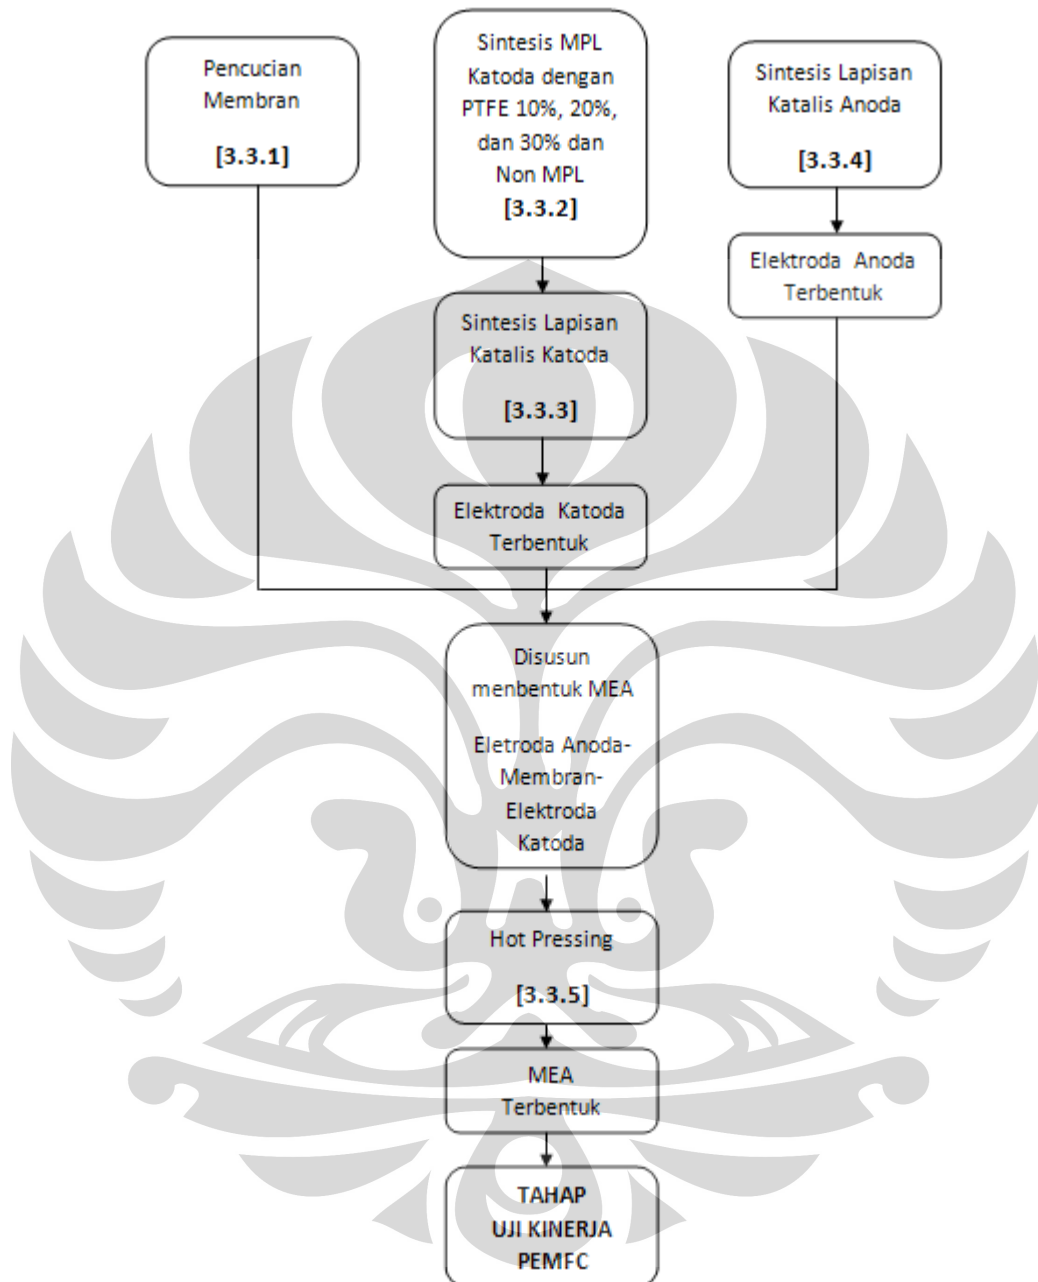 Pencucian
Membran
[3.3.1]
Sintesis MPL
Katoda dengan
PTFE 10%, 20%,
dan 30% dan
Non MPL
[3.3.2]
Sintesis Lapisan
Katalis Anoda
[3.3.4]
Elektroda Anoda
Terbentuk
Sintesis Lapisan
Katalis Katoda
[3.3.3]
Elektroda Katoda
Terbentuk
Disusun
menbentuk MEA
Eletroda Anoda-
Membran-
Elektroda
Katoda
Hot Pressing
[3.3.5]
MEA
Terbentuk
TAHAP
UJI KINERJA
PEMFC